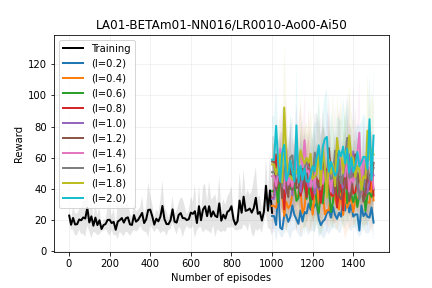 LA01-BETAm01-NN016/LR0010-Ao00-Ai50
Training
(l=0.2)
(l=0.4)
(l=0.6)
(l=0.8)
(l=1.0)
(l=1.2)
(l=1.4)
(l=1.6)
(l=1.8)
(l=2.0)
120
100
80
60
40
20
0
Reward
0 200 400 600 800 1000 1200 1400
Number of episodes